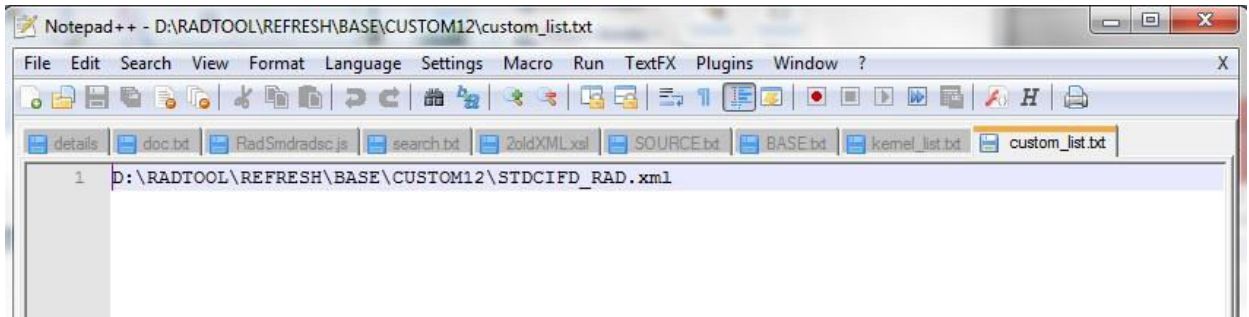 Notepad++ - D:\RADTOOL\REFRESH\BASE\CUSTOM12\custom_list.txt
File Edit Search View Format Language Settings Macro Run TextFX Plugins Window ? X
details doc.txt RadSmdradsc.js search.txt 2oldXML.xsl SOURCE.txt BASE.txt kernel_list.txt custom_list.txt
1 D:\RADTOOL\REFRESH\BASE\CUSTOM12\STDCIFD_RAD.xml